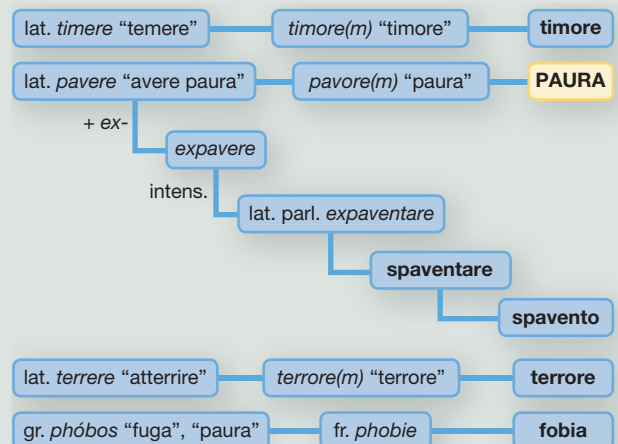 lat. timere “temere” timore(m) “timore” timore
lat. pavere “avere paura” pavore(m) “paura” PAURA
+ ex-
expavere
intens.
lat. parl. expaventare
spaventare
spavento
lat. terrere “atterrire” terrore(m) “terrore” terrore
gr. phóbos “fuga”, “paura” fr. phobie fobia